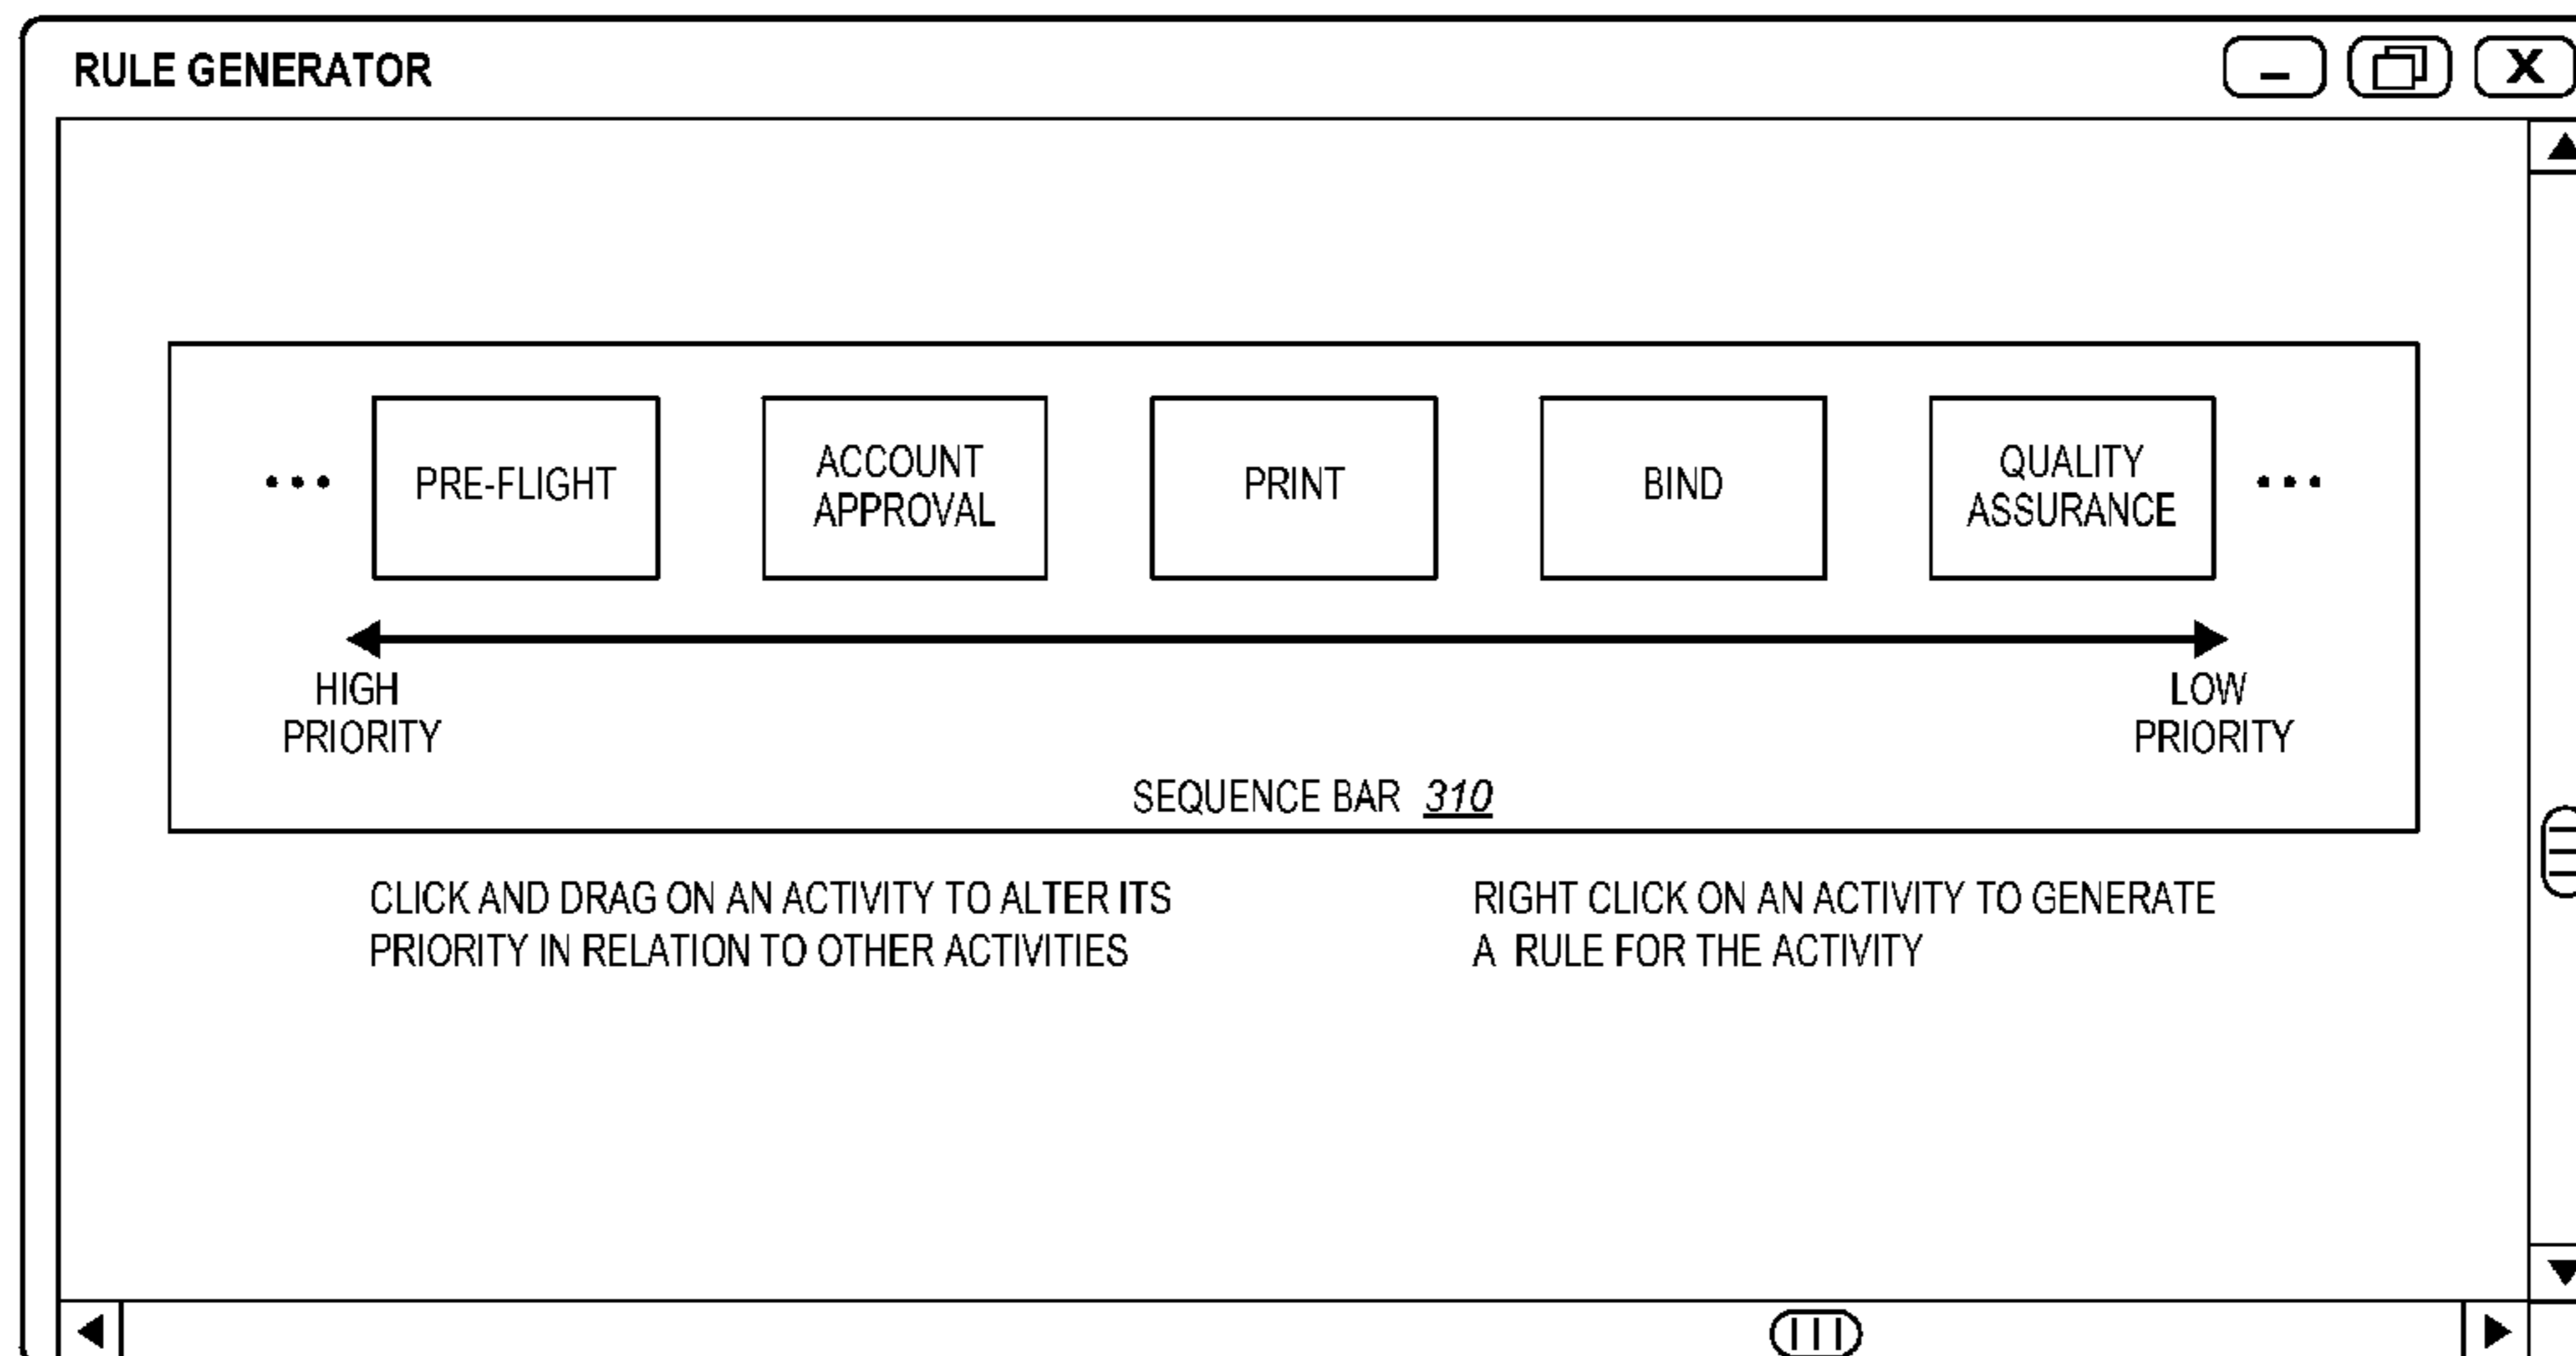 RULE GENERATOR
... PRE-FLIGHT
ACCOUNT
APPROVAL
PRINT
BIND
QUALITY
ASSURANCE ...
HIGH
PRIORITY
LOW
PRIORITY
SEQUENCE BAR 310
CLICK AND DRAG ON AN ACTIVITY TO ALTER ITS
PRIORITY IN RELATION TO OTHER ACTIVITIES
RIGHT CLICK ON AN ACTIVITY TO GENERATE
A RULE FOR THE ACTIVITY